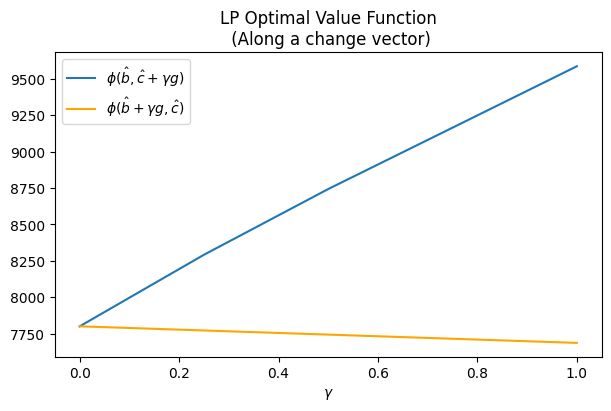 LP Optimal Value Function
(Along a change vector)
ϕ(b̂, ĉ + γg)
ϕ(b̂ + γg, ĉ)
9500
9250
9000
8750
8500
8250
8000
7750
0.0 0.2 0.4 0.6 0.8 1.0
γ